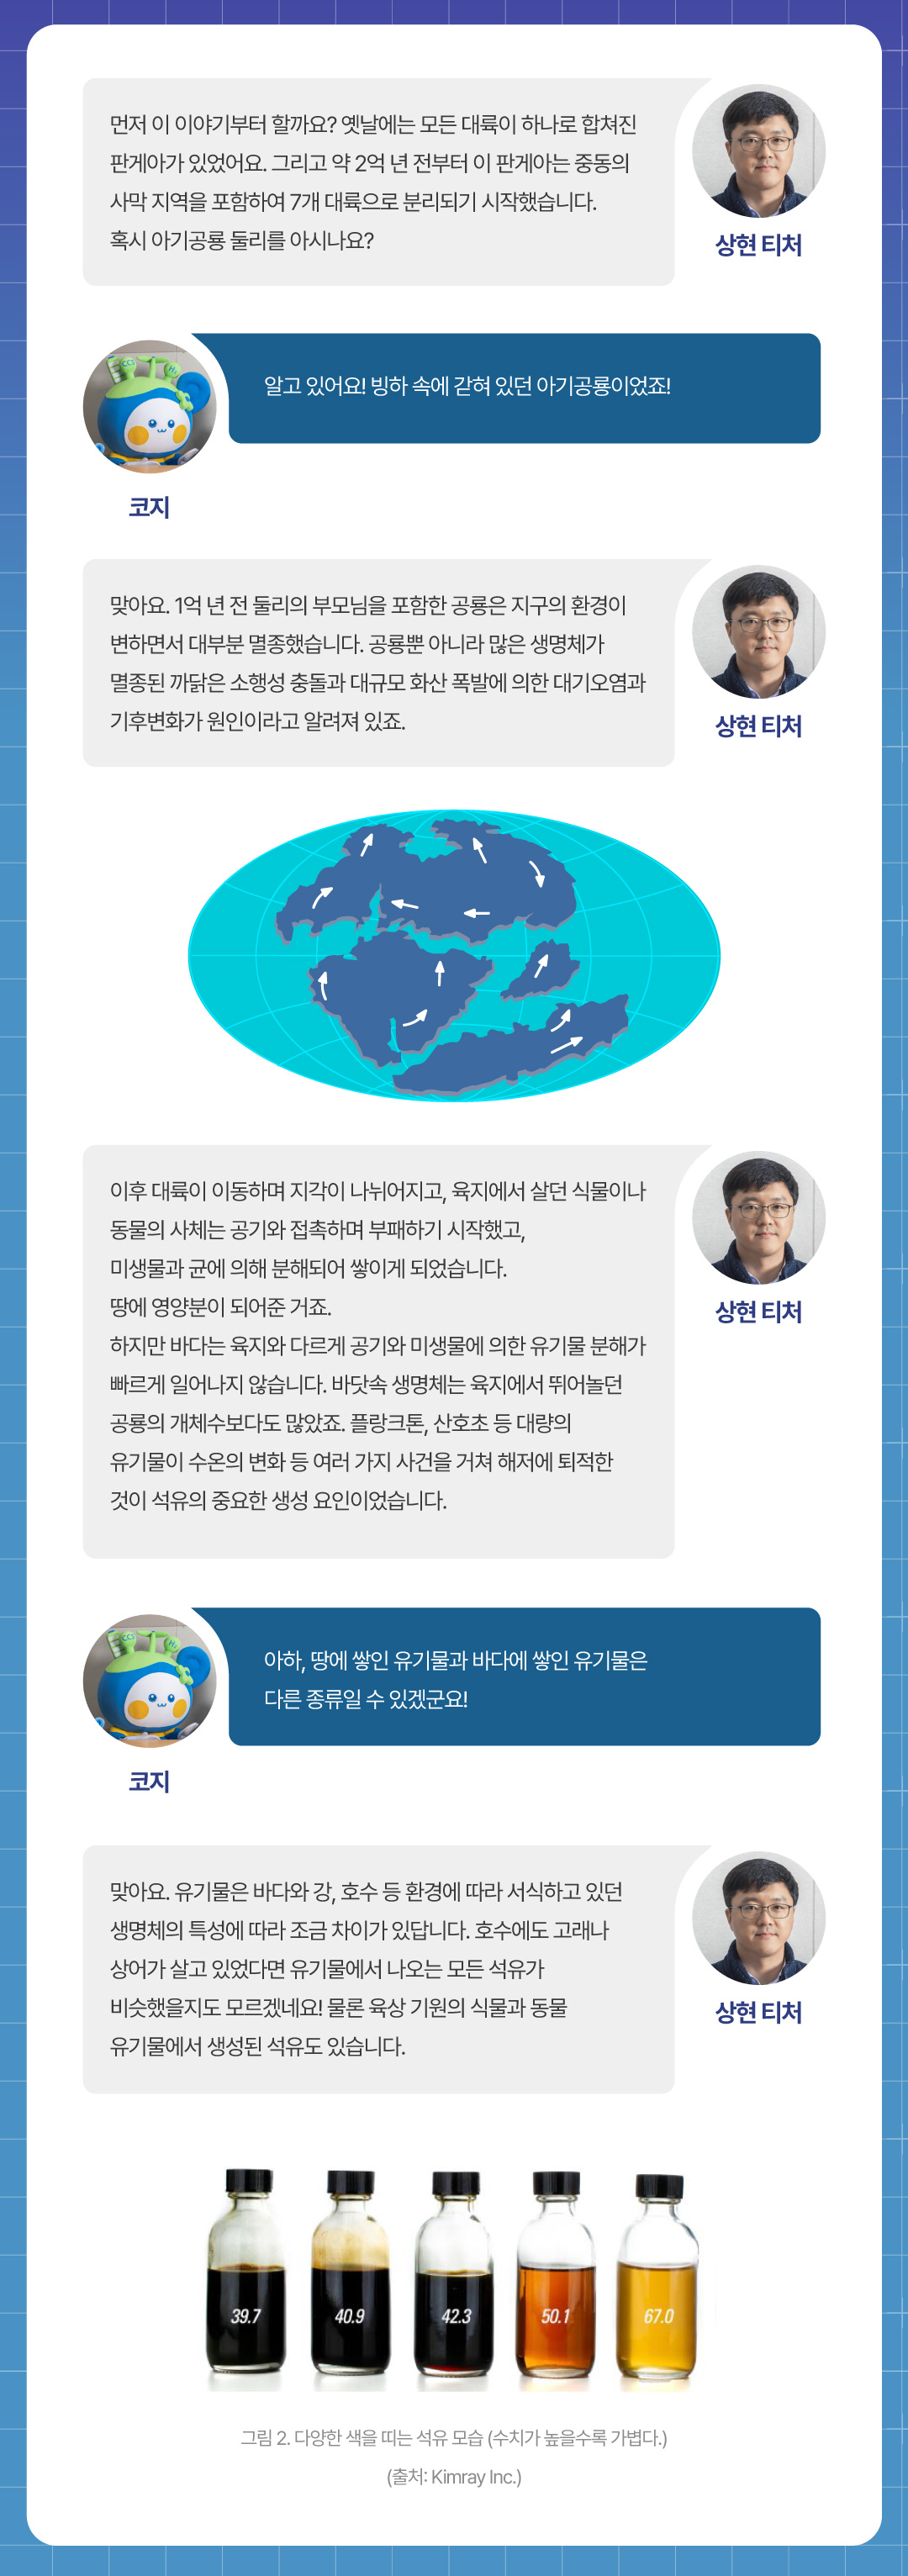 먼저 이 이야기부터 할까요? 옛날에는 모든 대륙이 하나로 합쳐진
판게아가 있었어요. 그리고 약 2억 년 전부터 이 판게아는 중동의
사막 지역을 포함하여 7개 대륙으로 분리되기 시작했습니다.
혹시 아기공룡 둘리를 아시나요?
상현 티처
알고 있어요! 빙하 속에 갇혀 있던 아기공룡이었죠!
CCS
H₂
코지
맞아요. 1억 년 전 둘리의 부모님을 포함한 공룡은 지구의 환경이
변하면서 대부분 멸종했습니다. 공룡뿐 아니라 많은 생명체가
멸종된 까닭은 소행성 충돌과 대규모 화산 폭발에 의한 대기오염과
기후변화가 원인이라고 알려져 있죠.
상현 티처
이후 대륙이 이동하며 지각이 나뉘어지고, 육지에서 살던 식물이나
동물의 사체는 공기와 접촉하며 부패하기 시작했고,
미생물과 균에 의해 분해되어 쌓이게 되었습니다.
땅에 영양분이 되어준 거죠.
하지만 바다는 육지와 다르게 공기와 미생물에 의한 유기물 분해가
빠르게 일어나지 않습니다. 바닷속 생명체는 육지에서 뛰어놀던
공룡의 개체수보다도 많았죠. 플랑크톤, 산호초 등 대량의
유기물이 수온의 변화 등 여러 가지 사건을 거쳐 해저에 퇴적한
것이 석유의 중요한 생성 요인이었습니다.
상현 티처
아하, 땅에 쌓인 유기물과 바다에 쌓인 유기물은
다른 종류일 수 있겠군요!
CCS
H₂
코지
맞아요. 유기물은 바다와 강, 호수 등 환경에 따라 서식하고 있던
생명체의 특성에 따라 조금 차이가 있답니다. 호수에도 고래나
상어가 살고 있었다면 유기물에서 나오는 모든 석유가
비슷했을지도 모르겠네요! 물론 육상 기원의 식물과 동물
유기물에서 생성된 석유도 있습니다.
상현 티처
39.7
40.9
42.3
50.1
67.0
그림 2. 다양한 색을 띠는 석유 모습 (수치가 높을수록 가볍다.)
(출처: Kimray Inc.)